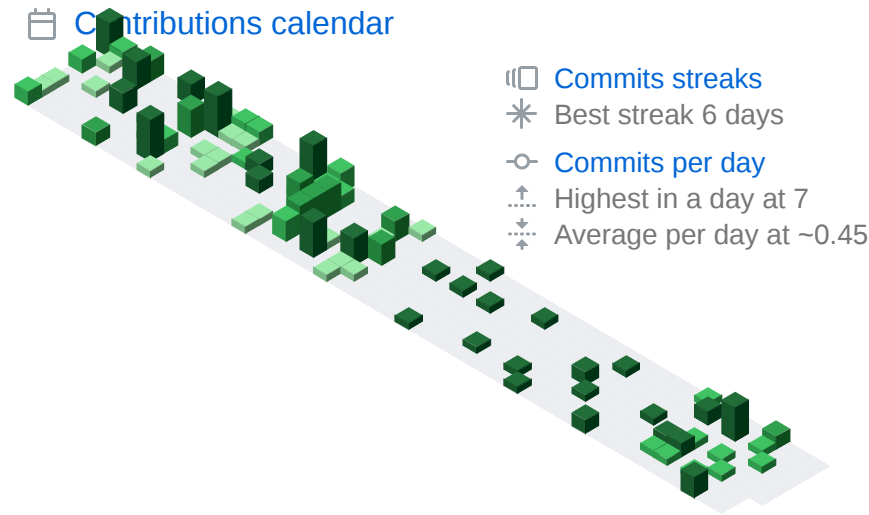 Contributions calendar
Commits streaks
Best streak 6 days
Commits per day
Highest in a day at 7
Average per day at ~0.45